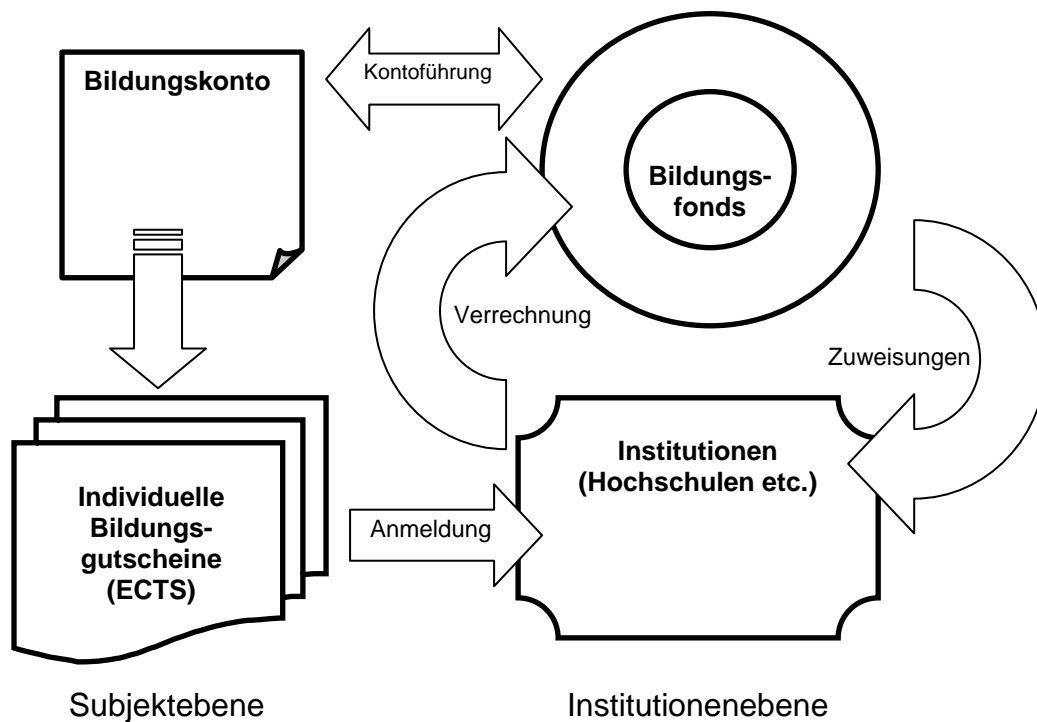 Bildungskonto
Kontoführung
Bildungs-
fonds
Verrechnung
Zuweisungen
Individuelle
Bildungs-
gutscheine
(ECTS)
Anmeldung
Institutionen
(Hochschulen etc.)
Subjektebene
Institutionenebene